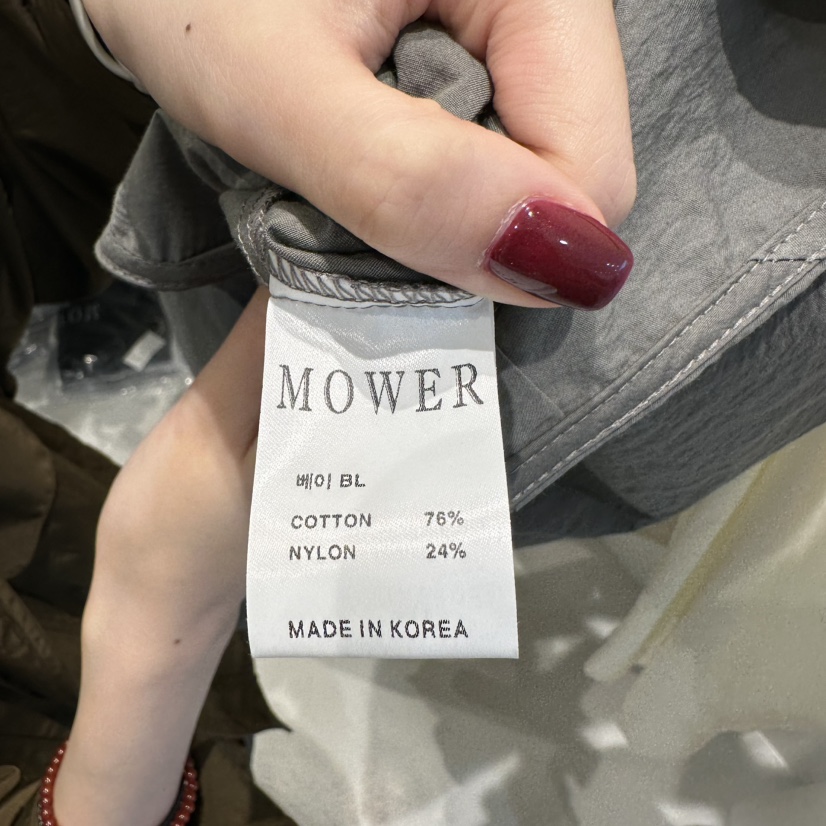 MOWER
베이 BL
COTTON 76%
NYLON 24%
MADE IN KOREA